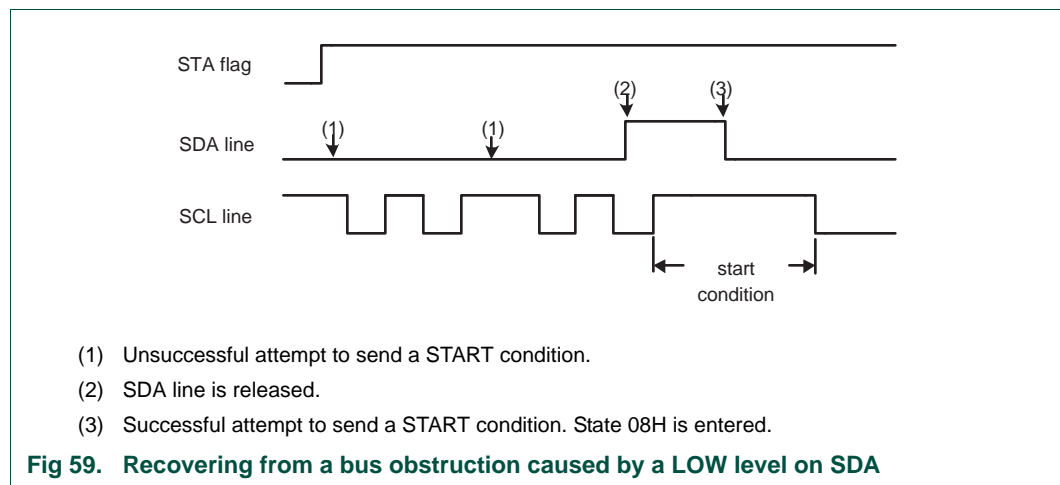 STA flag
(2) (3)
(1) (1)
SDA line
SCL line
start
condition
(1) Unsuccessful attempt to send a START condition.
(2) SDA line is released.
(3) Successful attempt to send a START condition. State 08H is entered.
Fig 59. Recovering from a bus obstruction caused by a LOW level on SDA